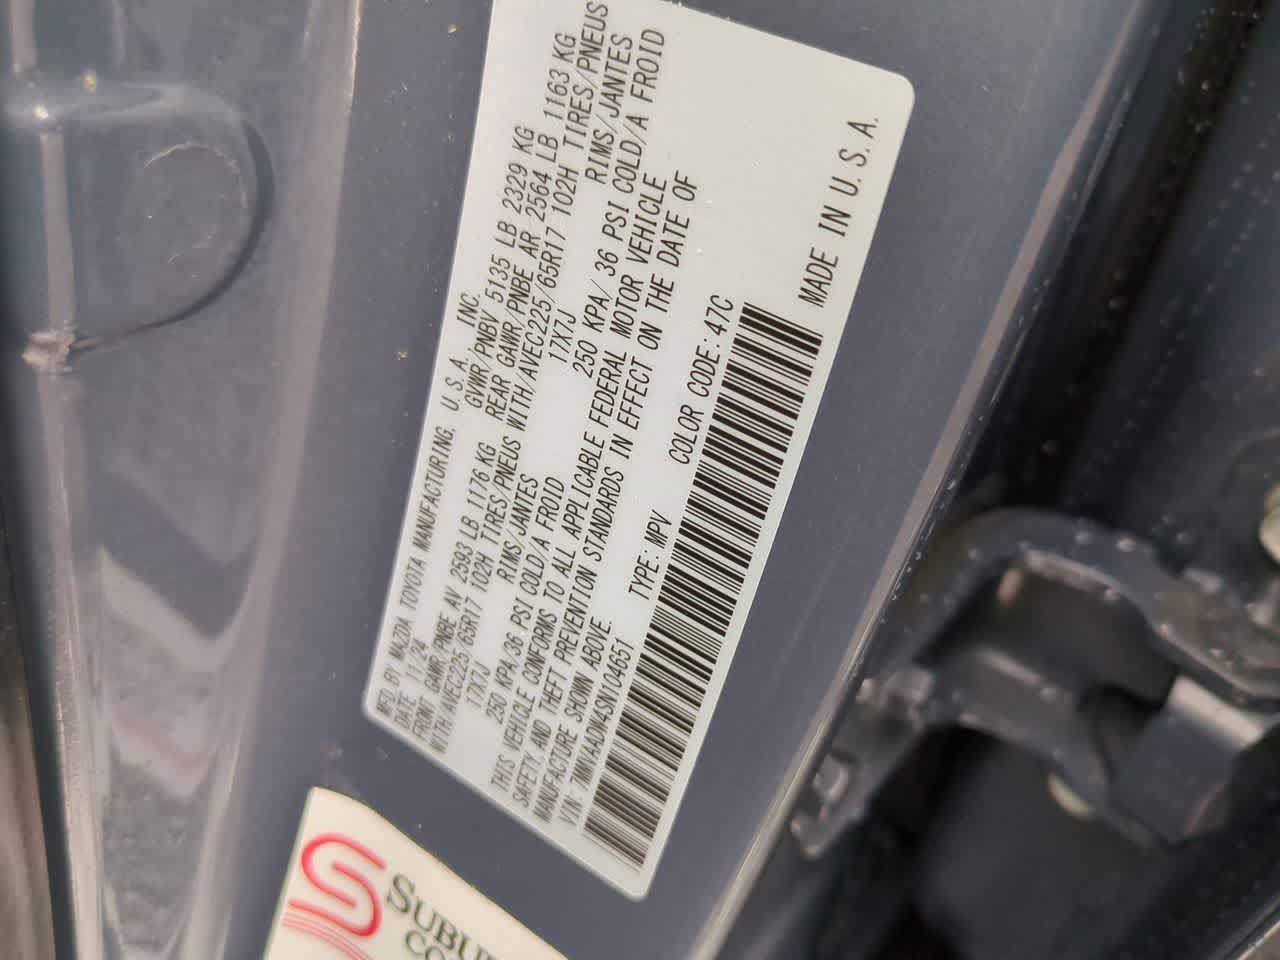 MFD. BY MAZDA TOYOTA MANUFACTURING, U.S.A. INC.
DATE 11/24 GVWR/PNBV 5135 LB 2329 KG
FRONT GAWR/PNBE AV 2593 LB 1176 KG REAR GAWR/PNBE AR 2564 LB 1163 KG
WITH/AVEC225/65R17 102H TIRES/PNEUS WITH/AVEC225/65R17 102H TIRES/PNEUS
17X7J RIMS/JANTES 17X7J RIMS/JANTES
250 KPA/36 PSI COLD/A FROID 250 KPA/ 36 PSI COLD/A FROID
THIS VEHICLE CONFORMS TO ALL APPLICABLE FEDERAL MOTOR VEHICLE
SAFETY, AND THEFT PREVENTION STANDARDS IN EFFECT ON THE DATE OF
MANUFACTURE SHOWN ABOVE.
VIN: 7MMVAADW4SN104651 TYPE: MPV COLOR CODE: 47C
MADE IN U.S.A.